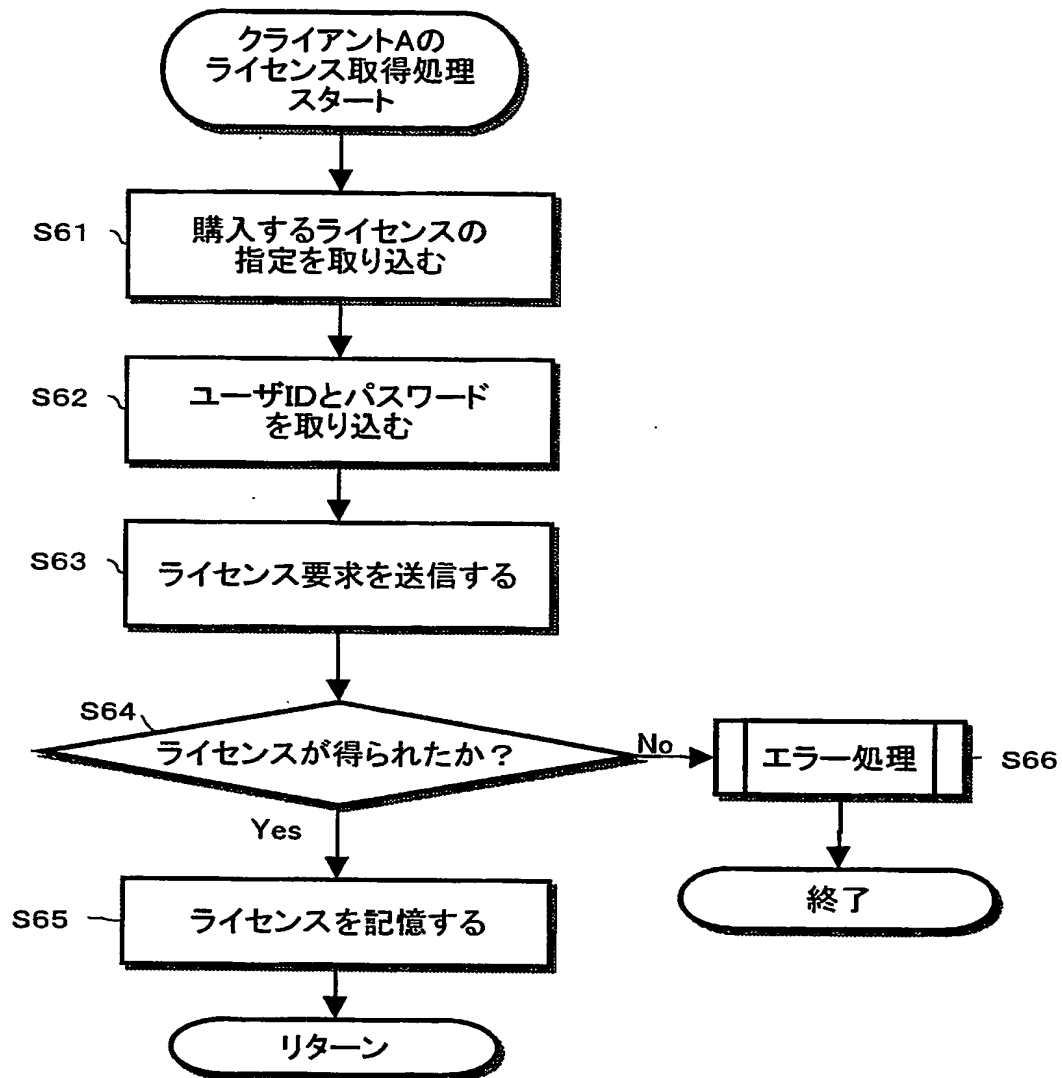 クライアントAの
ライセンス取得処理
スタート
S61
購入するライセンスの
指定を取り込む
S62
ユーザIDとパスワード
を取り込む
S63
ライセンス要求を送信する
S64
ライセンスが得られたか？
No
エラー処理
S66
Yes
終了
S65
ライセンスを記憶する
リターン